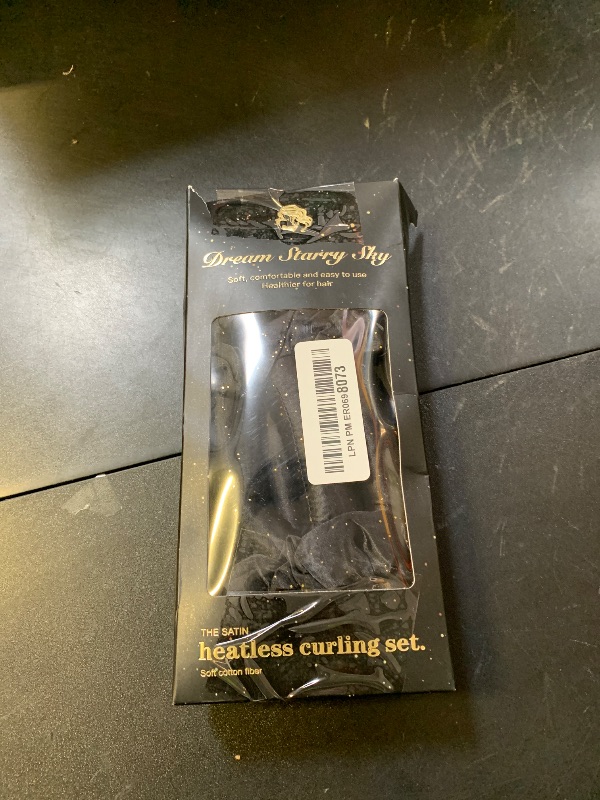 Dream Starry Sky
Soft, comfortable and easy to use
Healthier for hair
LPN PM ER0698073
THE SATIN
heatless curling set.
Soft cotton fiber